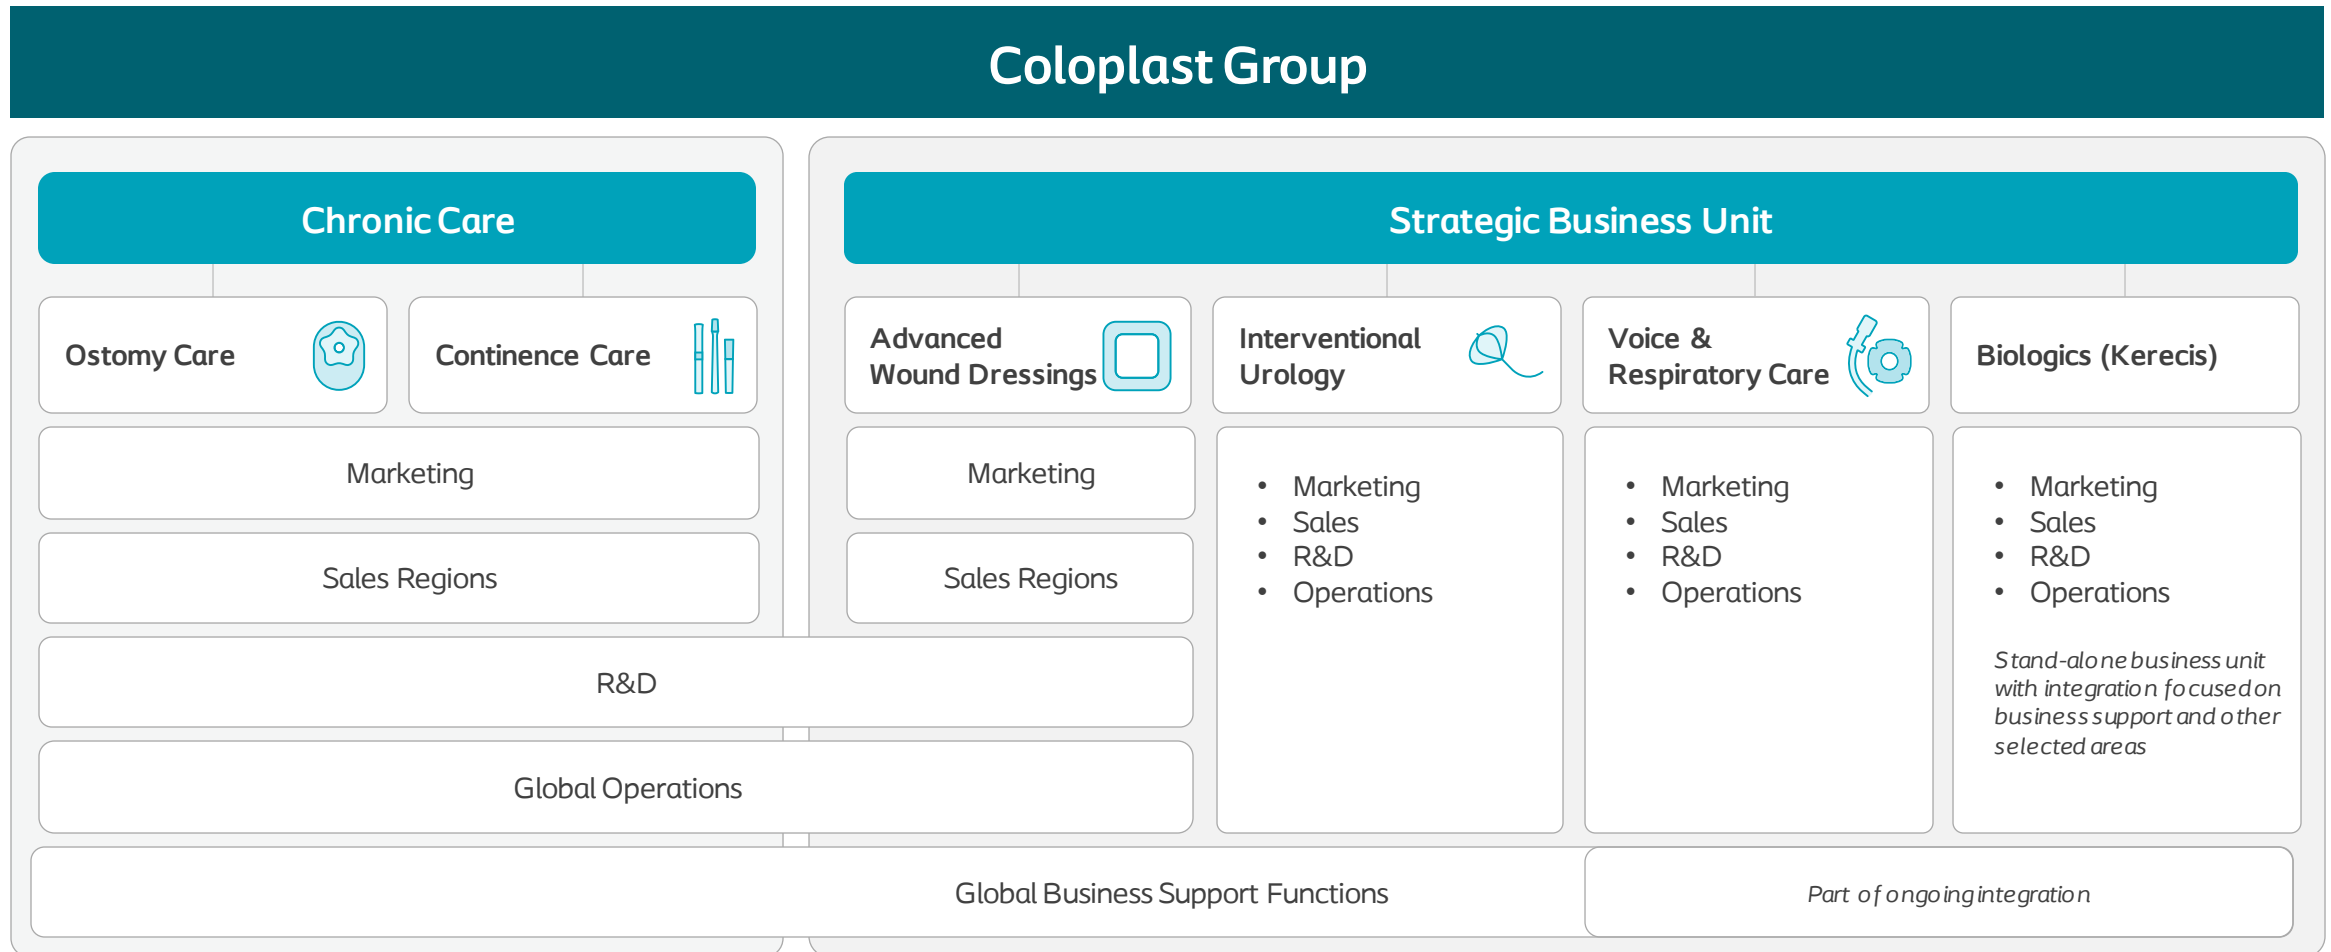 Coloplast Group
Chronic Care
Strategic Business Unit
Ostomy Care
Continence Care
Advanced
Wound Dressings
Interventional
Urology
Voice &
Respiratory Care
Biologics (Kerecis)
Marketing
Sales Regions
Marketing
Sales Regions
R&D
Global Operations
• Marketing
• Sales
• R&D
• Operations
• Marketing
• Sales
• R&D
• Operations
• Marketing
• Sales
• R&D
• Operations
Stand-alone business unit
with integration focused on
business support and other
selected areas
Global Business Support Functions
Part of ongoing integration